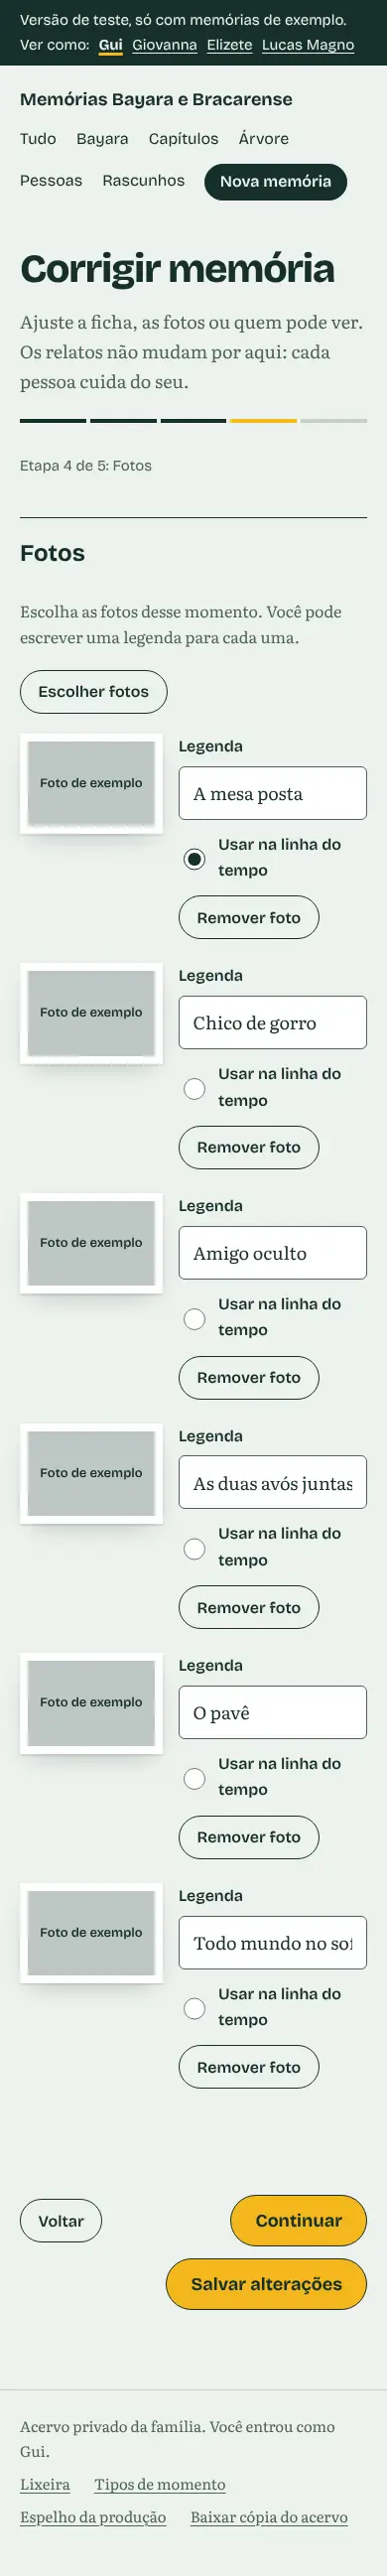 Versão de teste, só com memórias de exemplo.
Ver como: Gui Giovanna Elizete Lucas Magno
Memórias Bayara e Bracarense
Tudo Bayara Capítulos Árvore
Pessoas Rascunhos Nova memória
Corrigir memória
Ajuste a ficha, as fotos ou quem pode ver.
Os relatos não mudam por aqui: cada
pessoa cuida do seu.
Etapa 4 de 5: Fotos
Fotos
Escolha as fotos desse momento. Você pode
escrever uma legenda para cada uma.
Escolher fotos
Foto de exemplo
Legenda
A mesa posta
Usar na linha do
tempo
Remover foto
Foto de exemplo
Legenda
Chico de gorro
Usar na linha do
tempo
Remover foto
Foto de exemplo
Legenda
Amigo oculto
Usar na linha do
tempo
Remover foto
Foto de exemplo
Legenda
As duas avós juntas
Usar na linha do
tempo
Remover foto
Foto de exemplo
Legenda
O pavê
Usar na linha do
tempo
Remover foto
Foto de exemplo
Legenda
Todo mundo no
Usar na linha do
tempo
Remover foto
Voltar
Continuar
Salvar alterações
Acervo privado da família. Você entrou como
Gui.
Lixeira Tipos de momento
Espelho da produção Baixar cópia do acervo